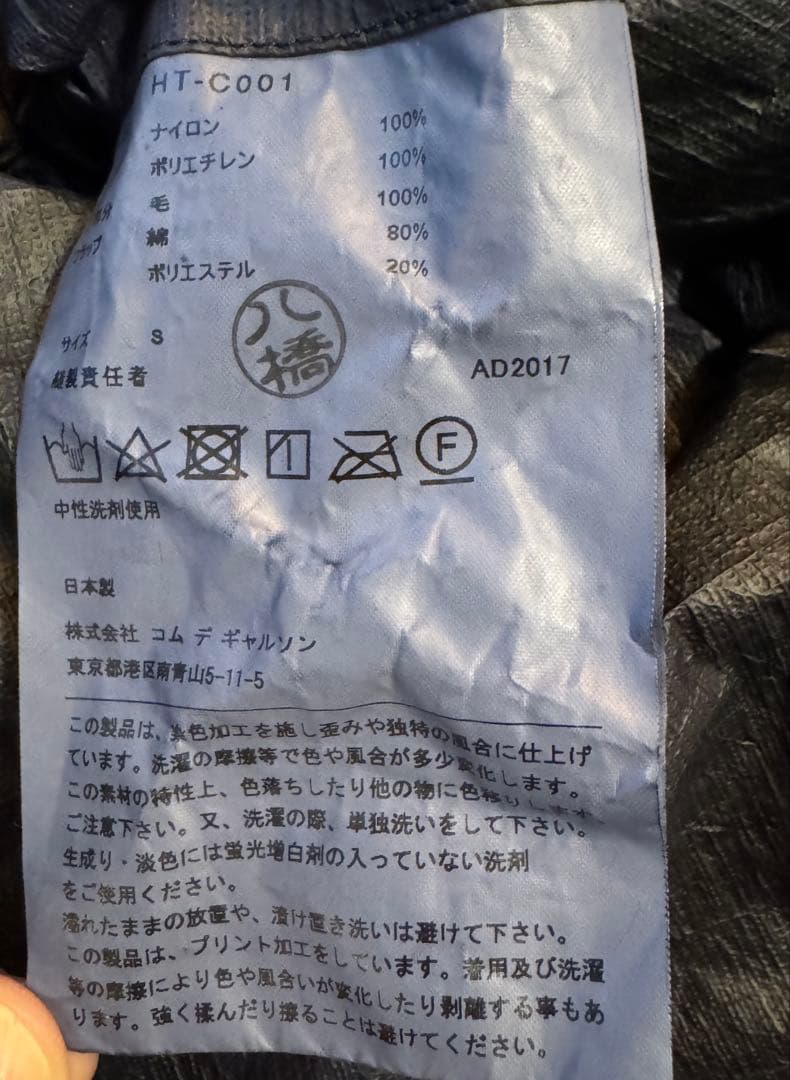 HT-C001
ナイロン 100%
ポリエチレン 100%
分 毛 100%
綿 80%
ポリエステル 20%
八橋
サイズ S
縫製責任者 AD2017
F
中性洗剤使用
日本製
株式会社 コム デ ギャルソン
東京都港区南青山5-11-5
この製品は、染色加工を施し歪みや独特の風合に仕上げ
ています。洗濯の摩擦等で色や風合が多少変化します。
この素材の特性上、色落ちしたり他の物に色移りします。
ご注意下さい。又、洗濯の際、単独洗いをして下さい。
生成り・淡色には蛍光増白剤の入っていない洗剤
をご使用ください。
濡れたままの放置や、漬け置き洗いは避けて下さい。
この製品は、プリント加工をしています。着用及び洗濯
等の摩擦により色や風合いが変化したり剥離する事もあ
ります。強く揉んだり擦ることは避けてください。